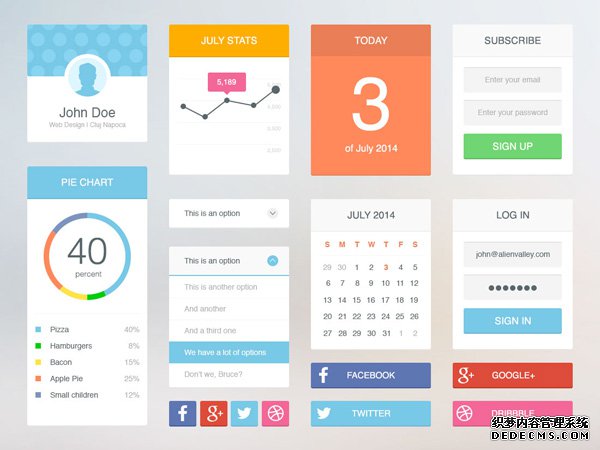 John Doe
Web Design | Cluj Napoca
PIE CHART
40
percent
Pizza 40%
Hamburgers 8%
Bacon 15%
Apple Pie 25%
Small children 12%
JULY STATS
5,189
4,500
3,500
2,500
This is an option
This is an option
This is another option
And another
And a third one
We have a lot of options
Don't we, Bruce?
f g+
TODAY
3
of July 2014
JULY 2014
S M T W T F S
29 30 1 2 3 4 5
6 7 8 9 10 11 12
13 14 15 16 17 18 19
20 21 22 23 24 25 26
27 28 29 30 31 1 2
f FACEBOOK
TWITTER
SUBSCRIBE
Enter your email
Enter your password
SIGN UP
LOG IN
john@alienvalley.com
SIGN IN
g+ GOOGLE+
DRIBBBLE
织梦内容管理系统
DEDECMS.COM